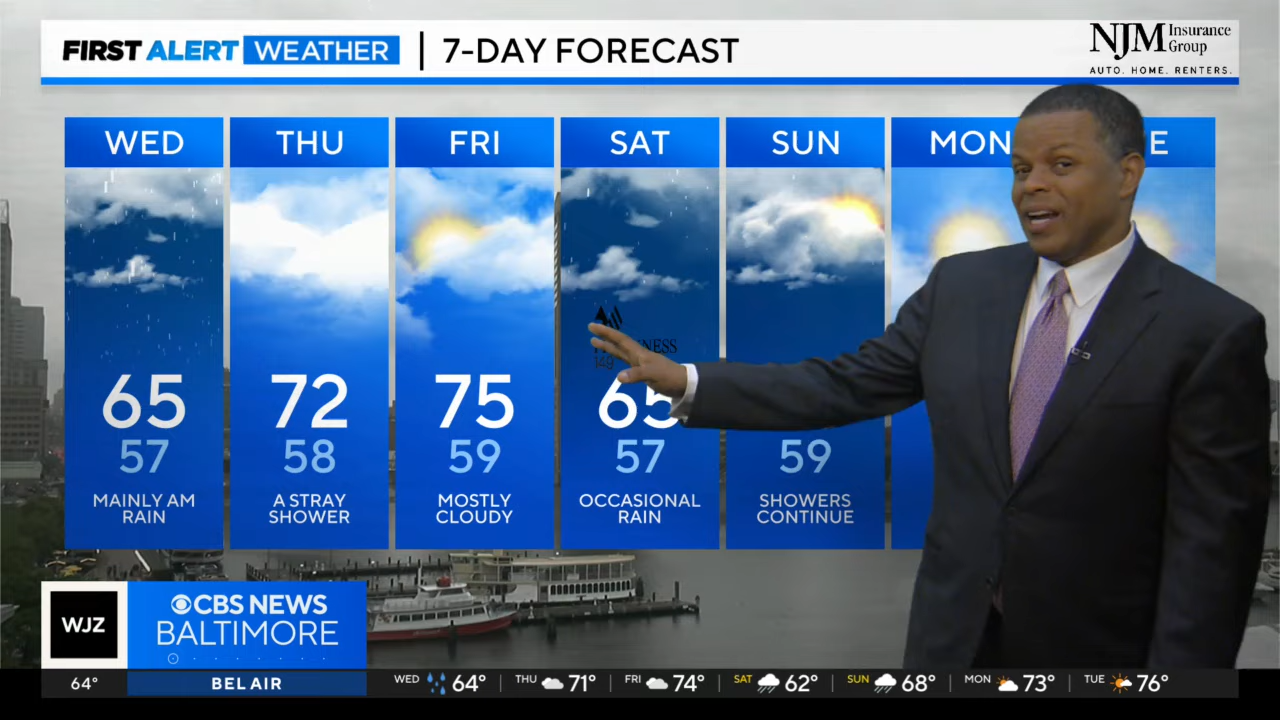 FIRST ALERT WEATHER | 7-DAY FORECAST
NJM Insurance Group
AUTO. HOME. RENTERS.
WED THU FRI SAT SUN MON E
149
65 72 75 65
57 58 59 57 59
MAINLY AM RAIN
A STRAY SHOWER
MOSTLY CLOUDY
OCCASIONAL RAIN
SHOWERS CONTINUE
WJZ
CBS NEWS
BALTIMORE
64° BEL AIR WED 64° THU 71° FRI 74° SAT 62° SUN 68° MON 73° TUE 76°